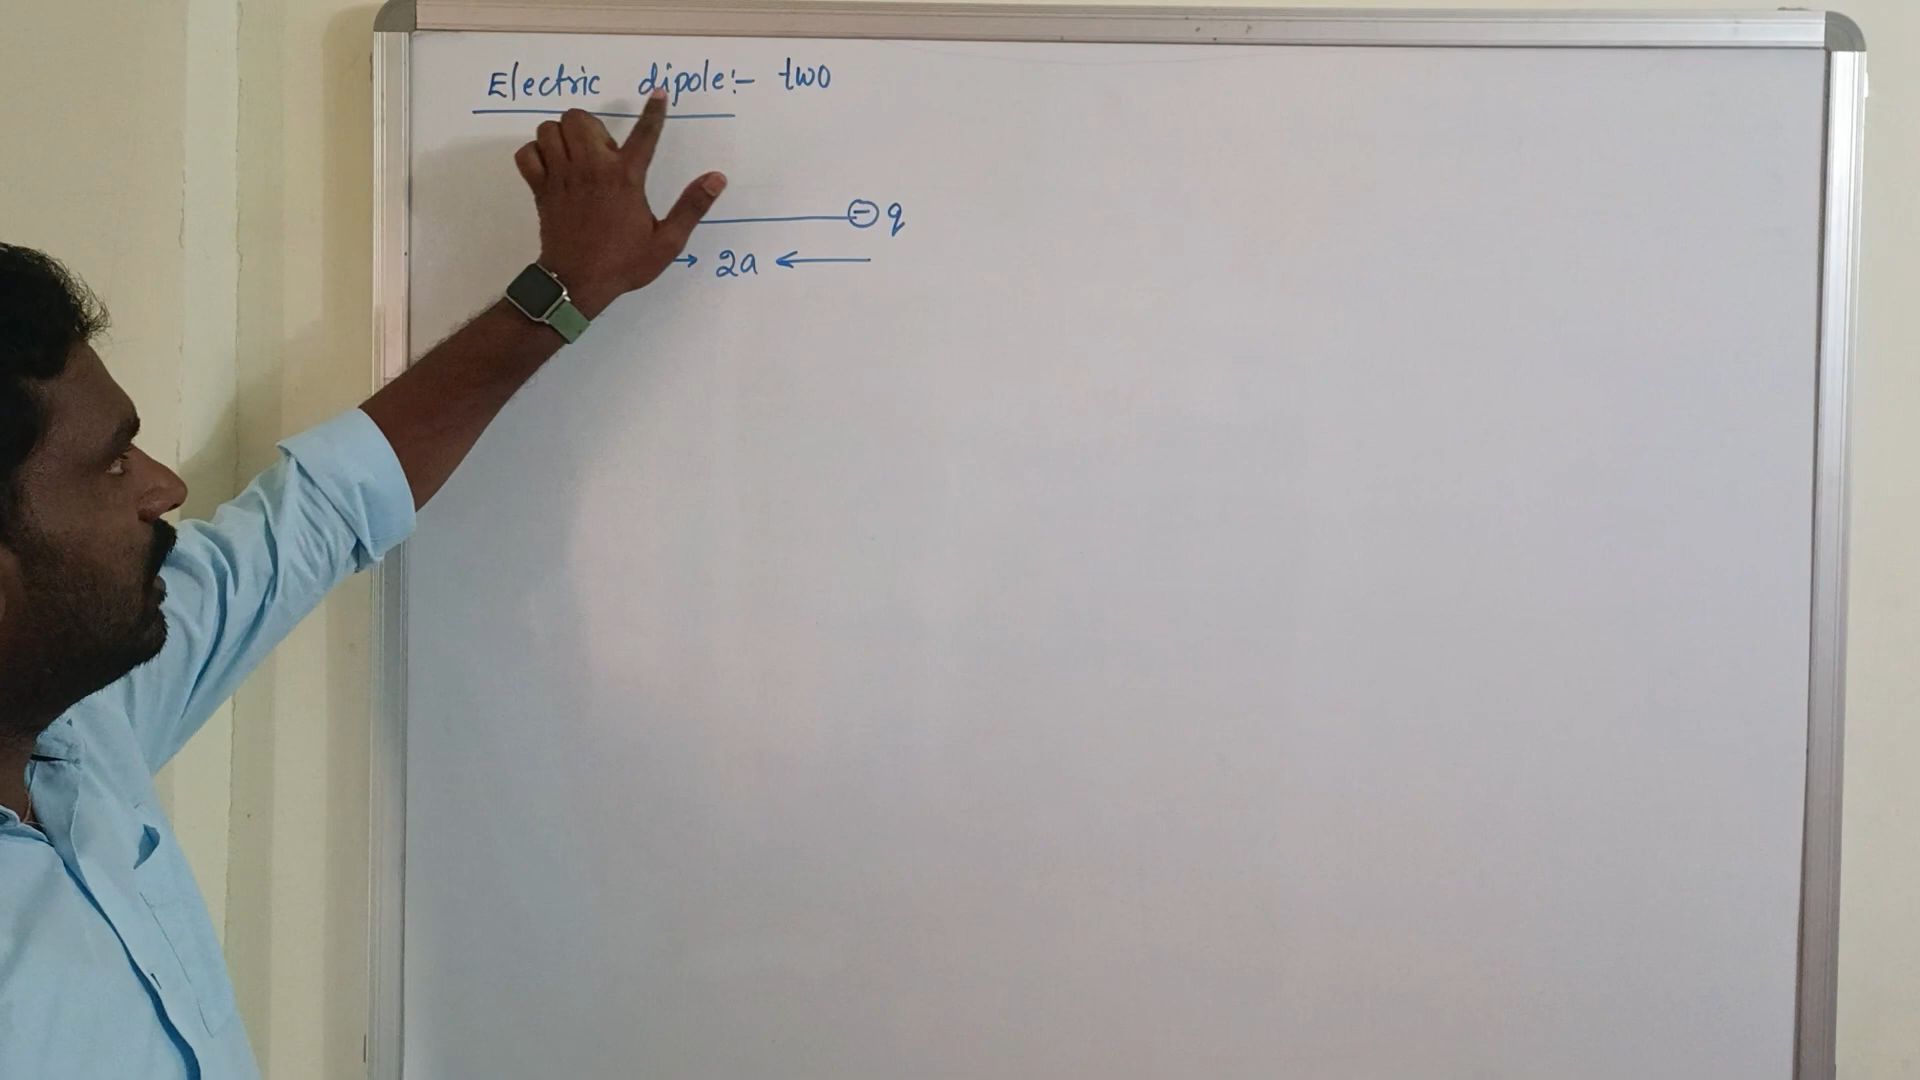 Electric dipole:- two
⊖ q
→ 2a ←